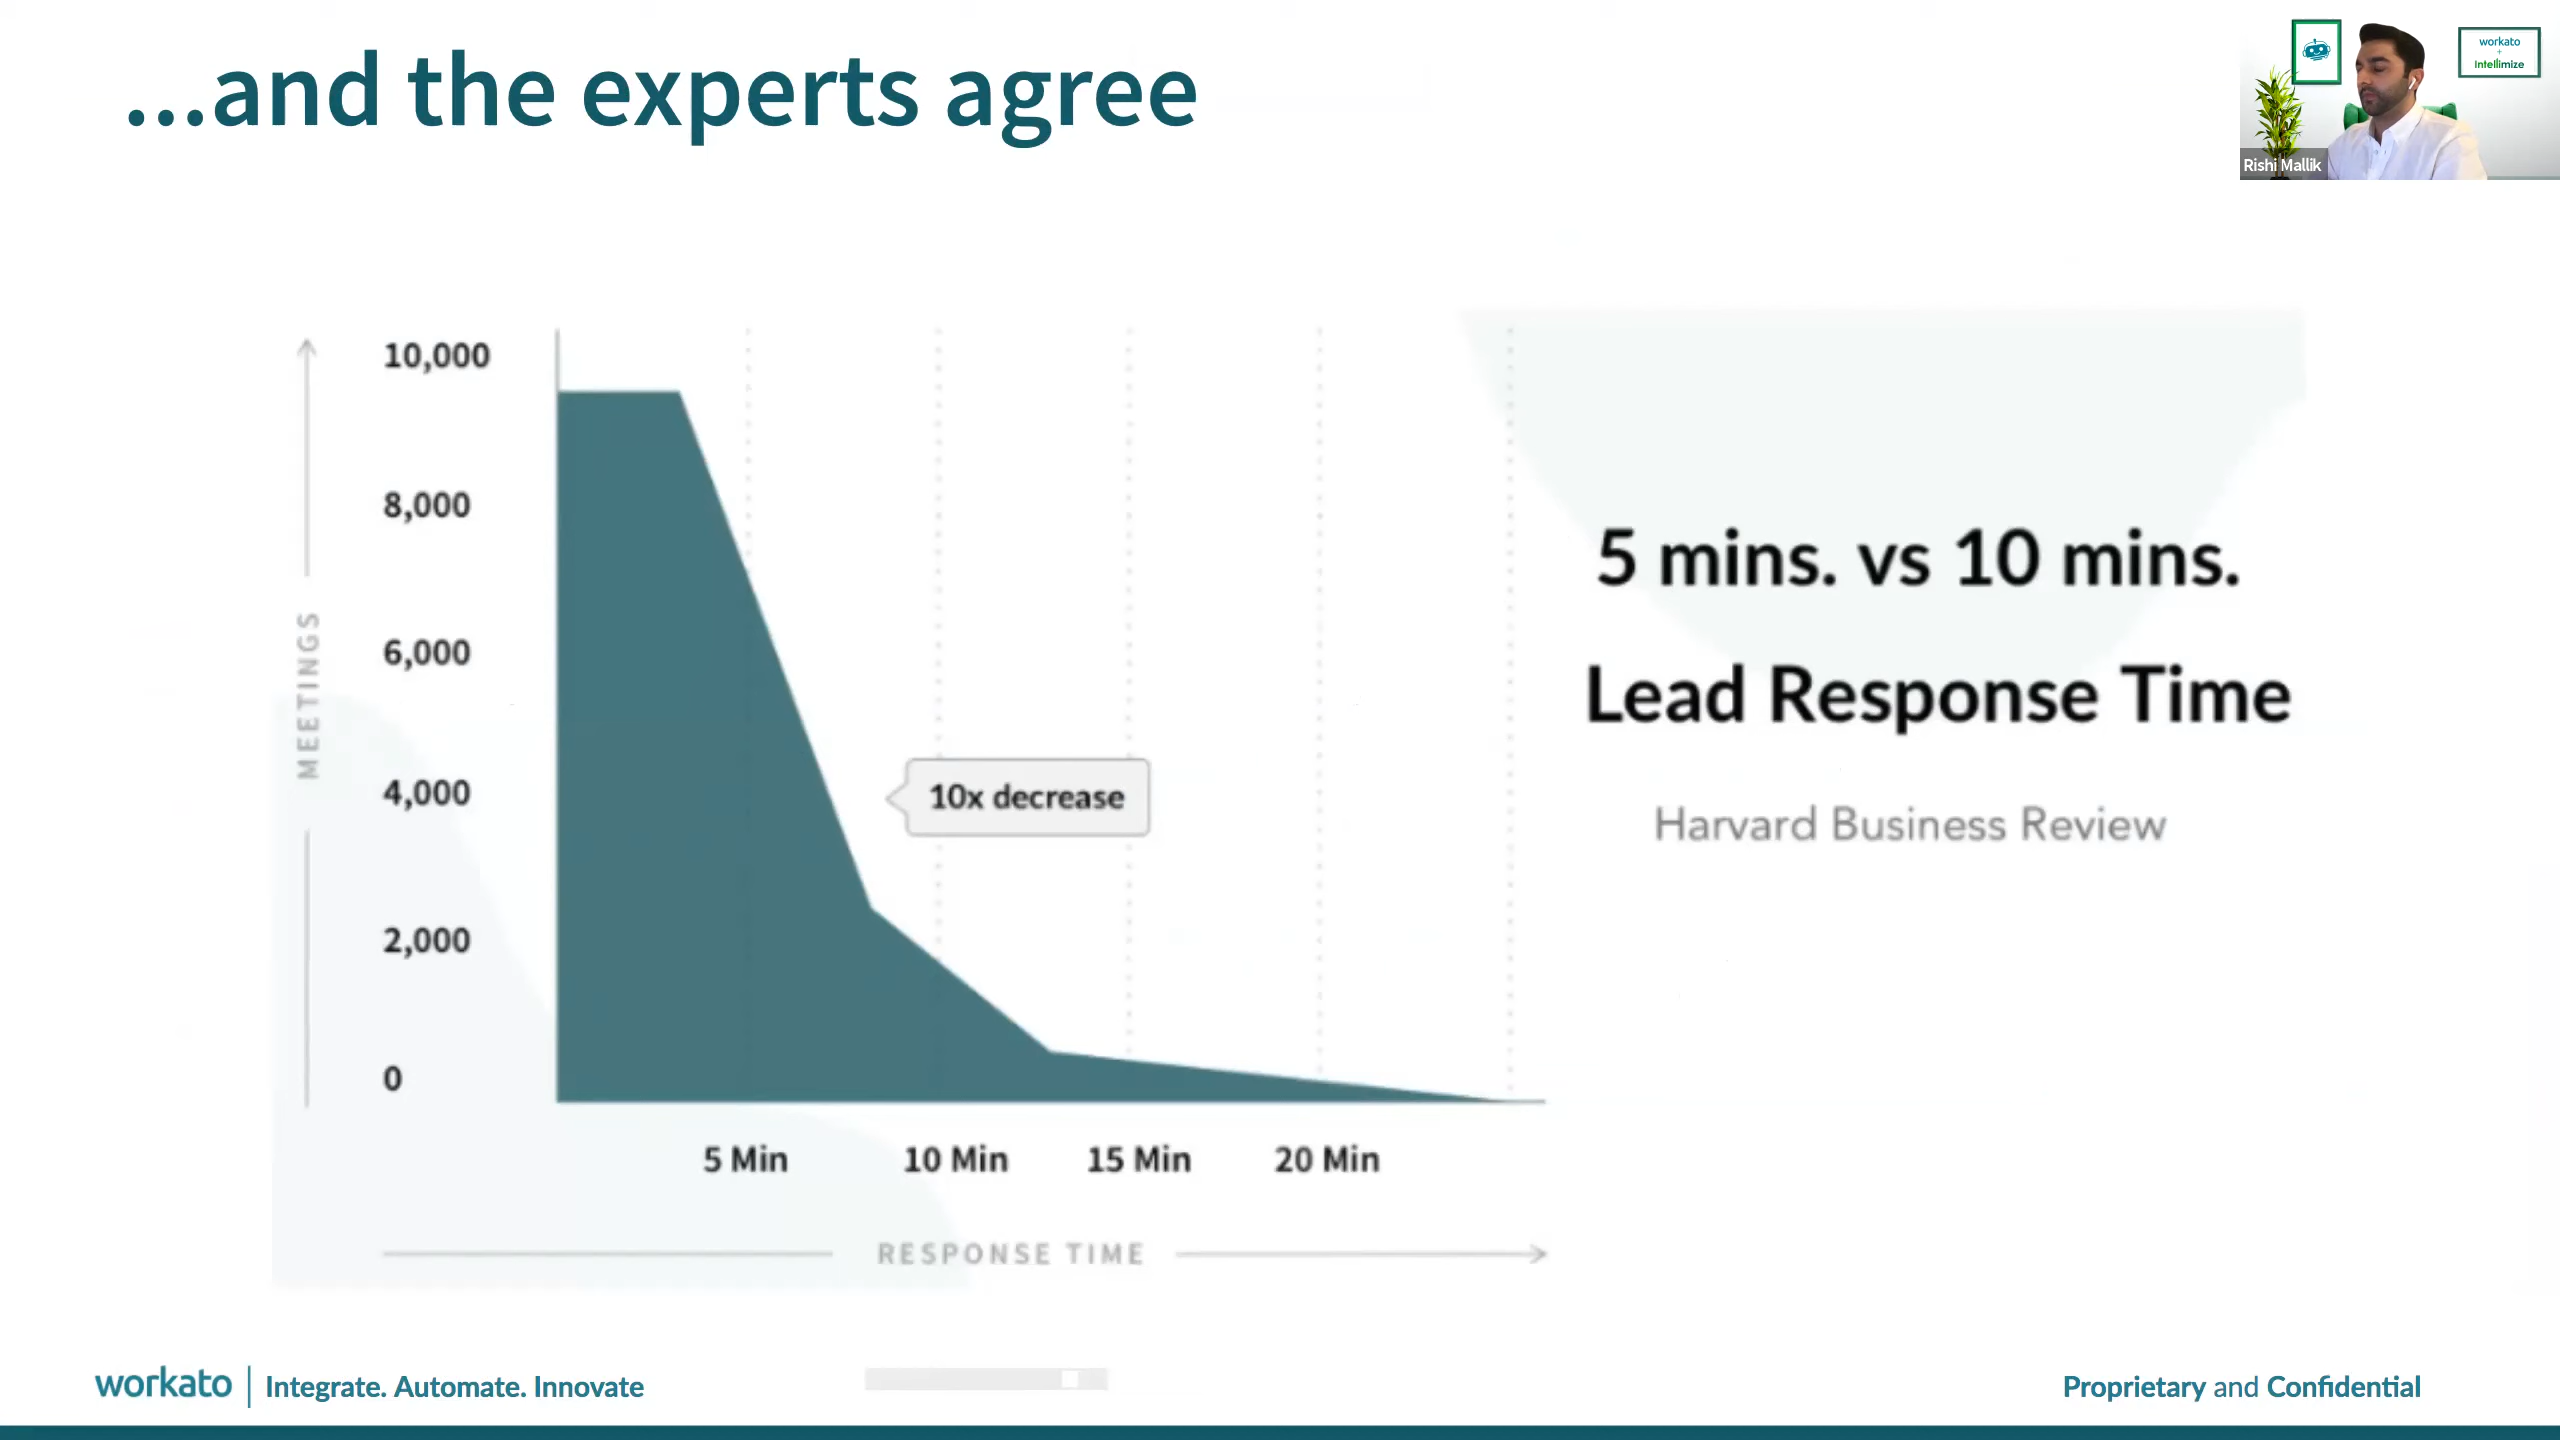 ...and the experts agree
workato
+
Intellimize
Rishi Mallik
10,000
8,000
6,000
4,000
2,000
0
MEETINGS
10x decrease
5 Min
10 Min
15 Min
20 Min
RESPONSE TIME
5 mins. vs 10 mins.
Lead Response Time
Harvard Business Review
workato
Integrate. Automate. Innovate
Proprietary and Confidential